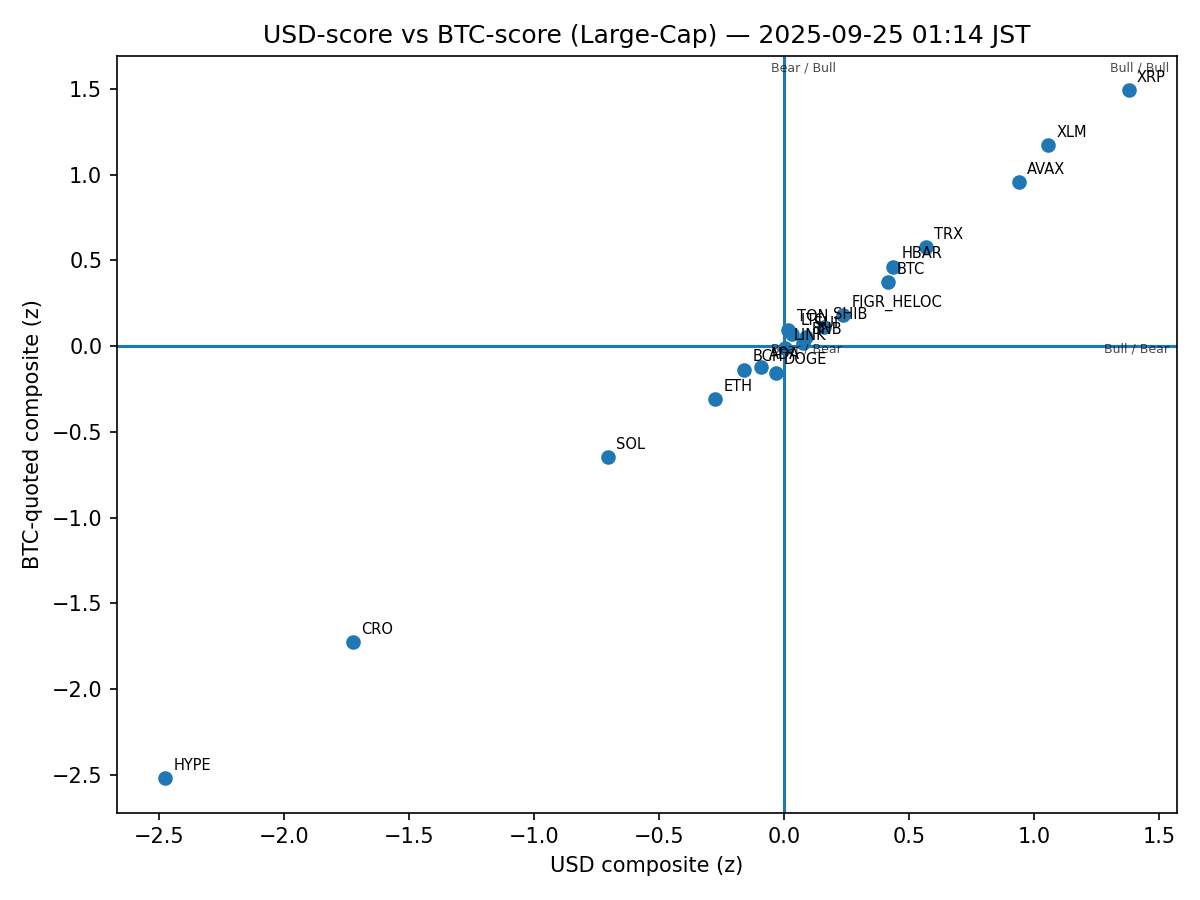 USD-score vs BTC-score (Large-Cap) — 2025-09-25 01:14 JST
Bear / Bull
Bull / Bull
XRP
XLM
AVAX
TRX
HBAR
BTC
FIGR_HELOC
SHIB
TON
BNB
LINK
Bull / Bear
ADA
DOGE
ETH
SOL
CRO
HYPE
BTC-quoted composite (z)
1.5
1.0
0.5
0.0
−0.5
−1.0
−1.5
−2.0
−2.5
−2.5
−2.0
−1.5
−1.0
−0.5
0.0
0.5
1.0
1.5
USD composite (z)